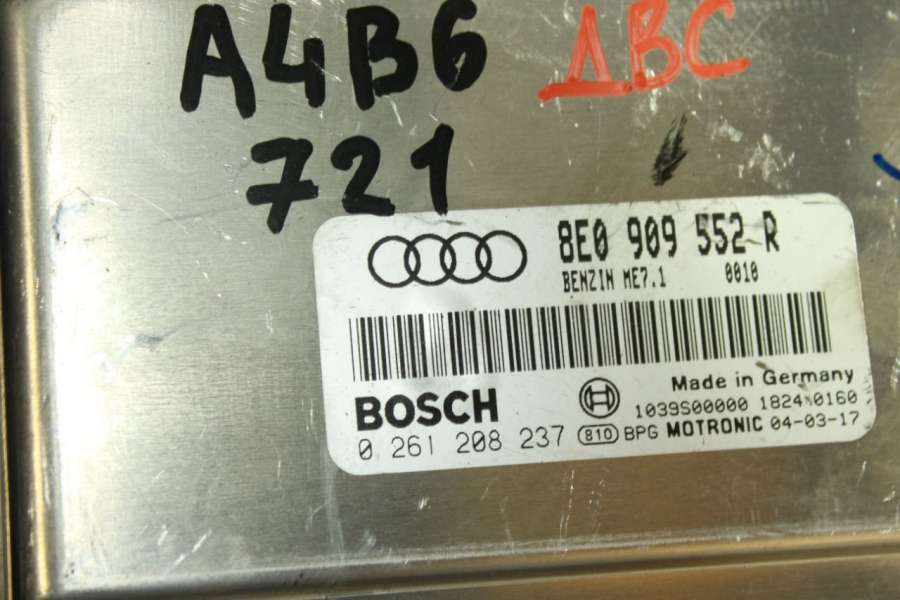 A4B6 ABC
721
8E0 909 552 R
BENZIN ME7.1 0010
Made in Germany
BOSCH
1039S00000 1824 0160
0 261 208 237 810 BPG MOTRONIC 04-03-17